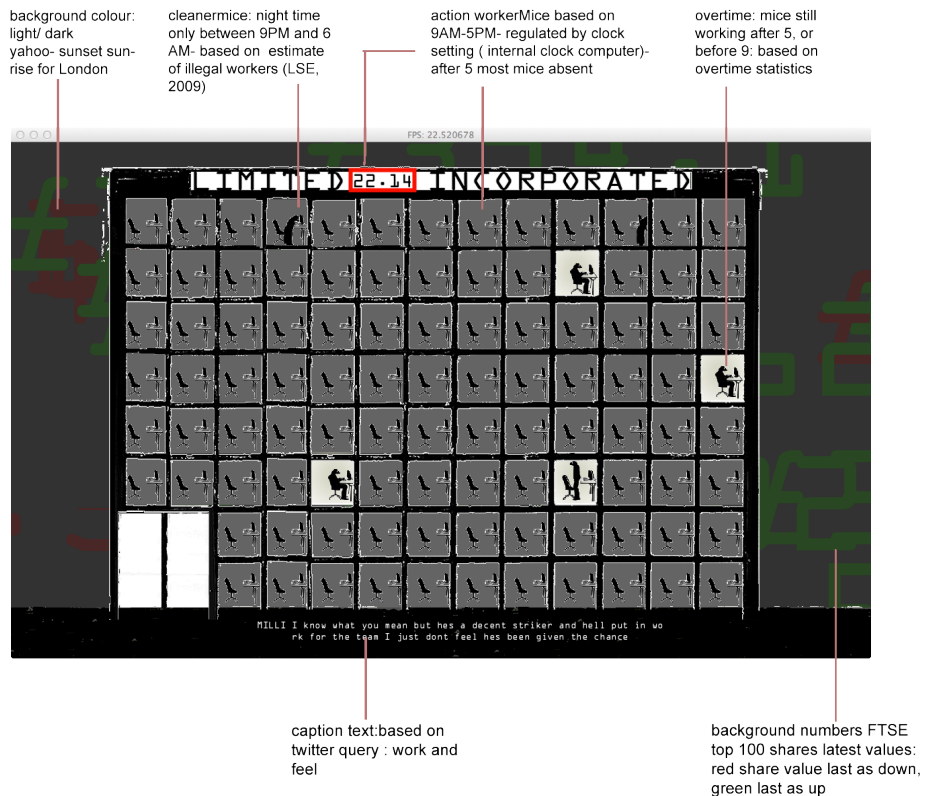 background colour:
light/ dark
yahoo- sunset sun-
rise for London
cleanermice: night time
only between 9PM and 6
AM- based on  estimate
of illegal workers (LSE,
2009)
action workerMice based on
9AM-5PM- regulated by clock
setting ( internal clock computer)-
after 5 most mice absent
overtime: mice still
working after 5, or
before 9: based on
overtime statistics
FPS: 22.520678
LIMITED 22.14 INCORPORATED
MILLI I know what you mean but hes a decent striker and hell put in wo
rk for the team I just dont feel hes been given the chance
caption text:based on
twitter query : work and
feel
background numbers FTSE
top 100 shares latest values:
red share value last as down,
green last as up